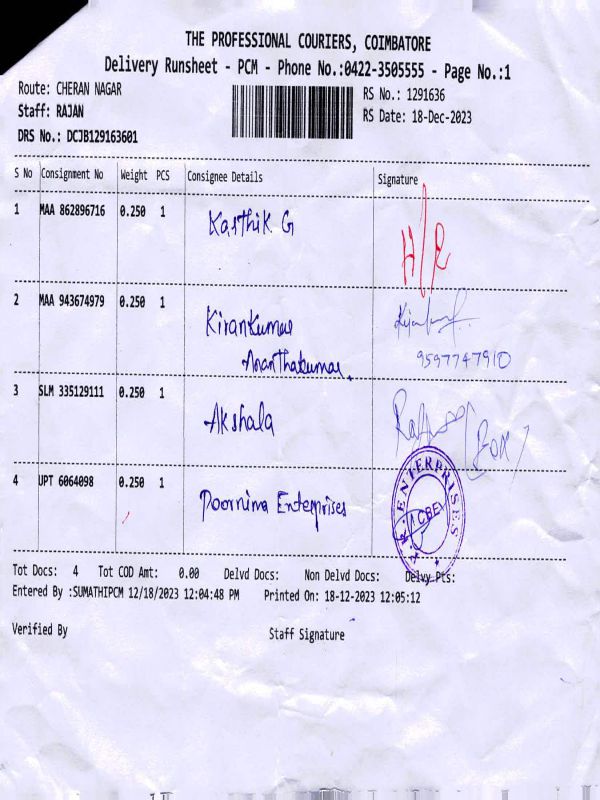 THE PROFESSIONAL COURIERS, COIMBATORE
Delivery Runsheet - PCM - Phone No.:0422-3505555 - Page No.:1
Route: CHERAN NAGAR RS No.: 1291636
Staff: RAJAN RS Date: 18-Dec-2023
DRS No.: DCJB129163601
S No Consignment No Weight PCS Consignee Details Signature
1 MAA 862896716 0.250 1 Karthik G H/R
2 MAA 943674979 0.250 1 Kirankumar
Ananthakumar 9597747910
3 SLM 335129111 0.250 1 Akshala
4 UPT 6064098 0.250 1 Poornima Enterprises
ENTERPRISES
CBE
Tot Docs: 4 Tot COD Amt: 0.00 Delvd Docs: Non Delvd Docs: Delvy Pts:
Entered By :SUMATHIPCM 12/18/2023 12:04:48 PM Printed On: 18-12-2023 12:05:12
Verified By Staff Signature